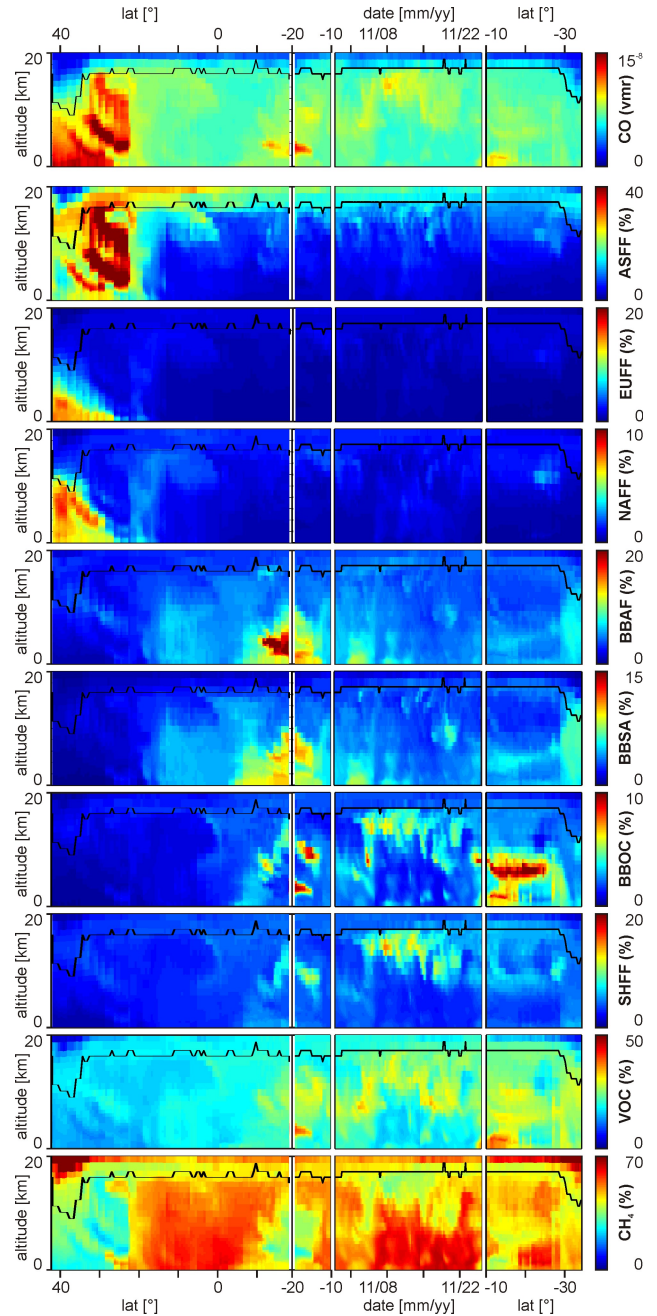 lat [°] date [mm/yy] lat [°]
40 20 0 -20 -10 11/08 11/22 -10 -30
20
altitude [km]
0
15-8
CO (vmr)
0
20
altitude [km]
0
40
ASFF (%)
0
20
altitude [km]
0
20
EUFF (%)
0
20
altitude [km]
0
10
NAFF (%)
0
20
altitude [km]
0
20
BBAF (%)
0
20
altitude [km]
0
15
BBSA (%)
0
20
altitude [km]
0
10
BBOC (%)
0
20
altitude [km]
0
20
SHFF (%)
0
20
altitude [km]
0
50
VOC (%)
0
20
altitude [km]
0
70
CH₄ (%)
0
40 20 0 -20 -10 11/08 11/22 -10 -30
lat [°] date [mm/yy] lat [°]